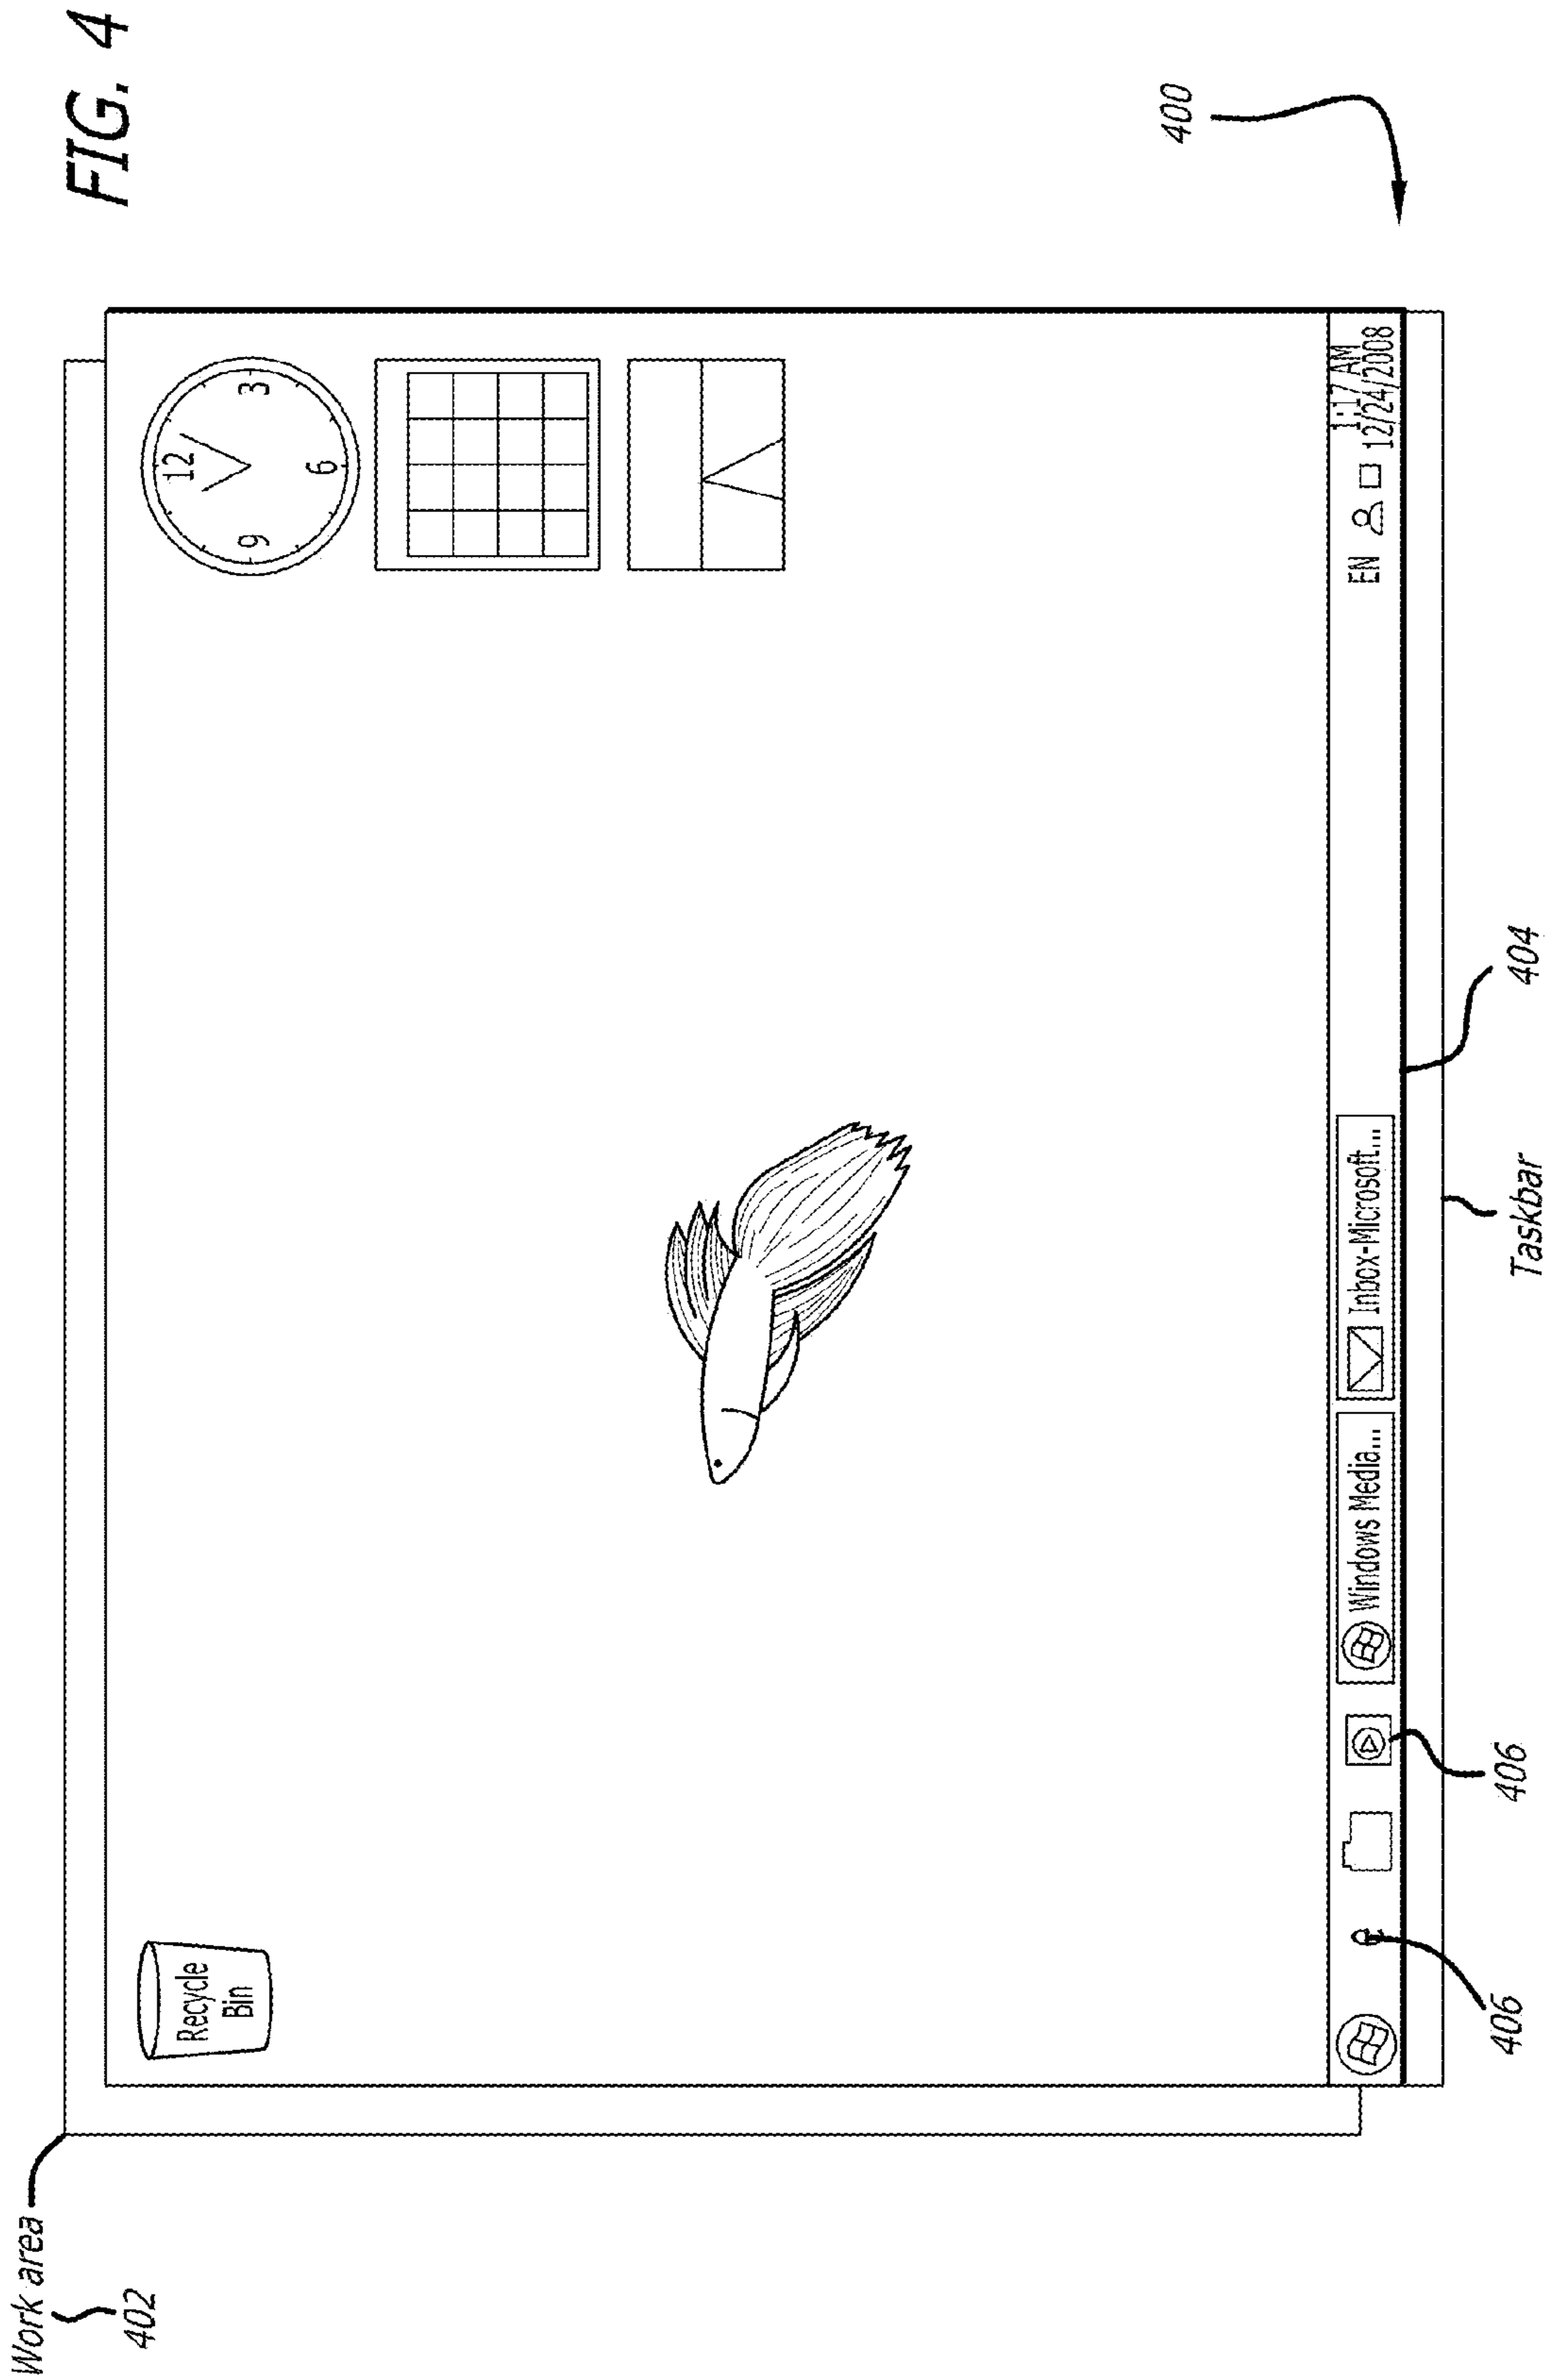 FIG. 4
Work area
402
400
12
3
6
9
Recycle
Bin
Windows Media...
Inbox-Microsoft...
EN
1:17 AM
12/24/2008
406
406
Taskbar
404